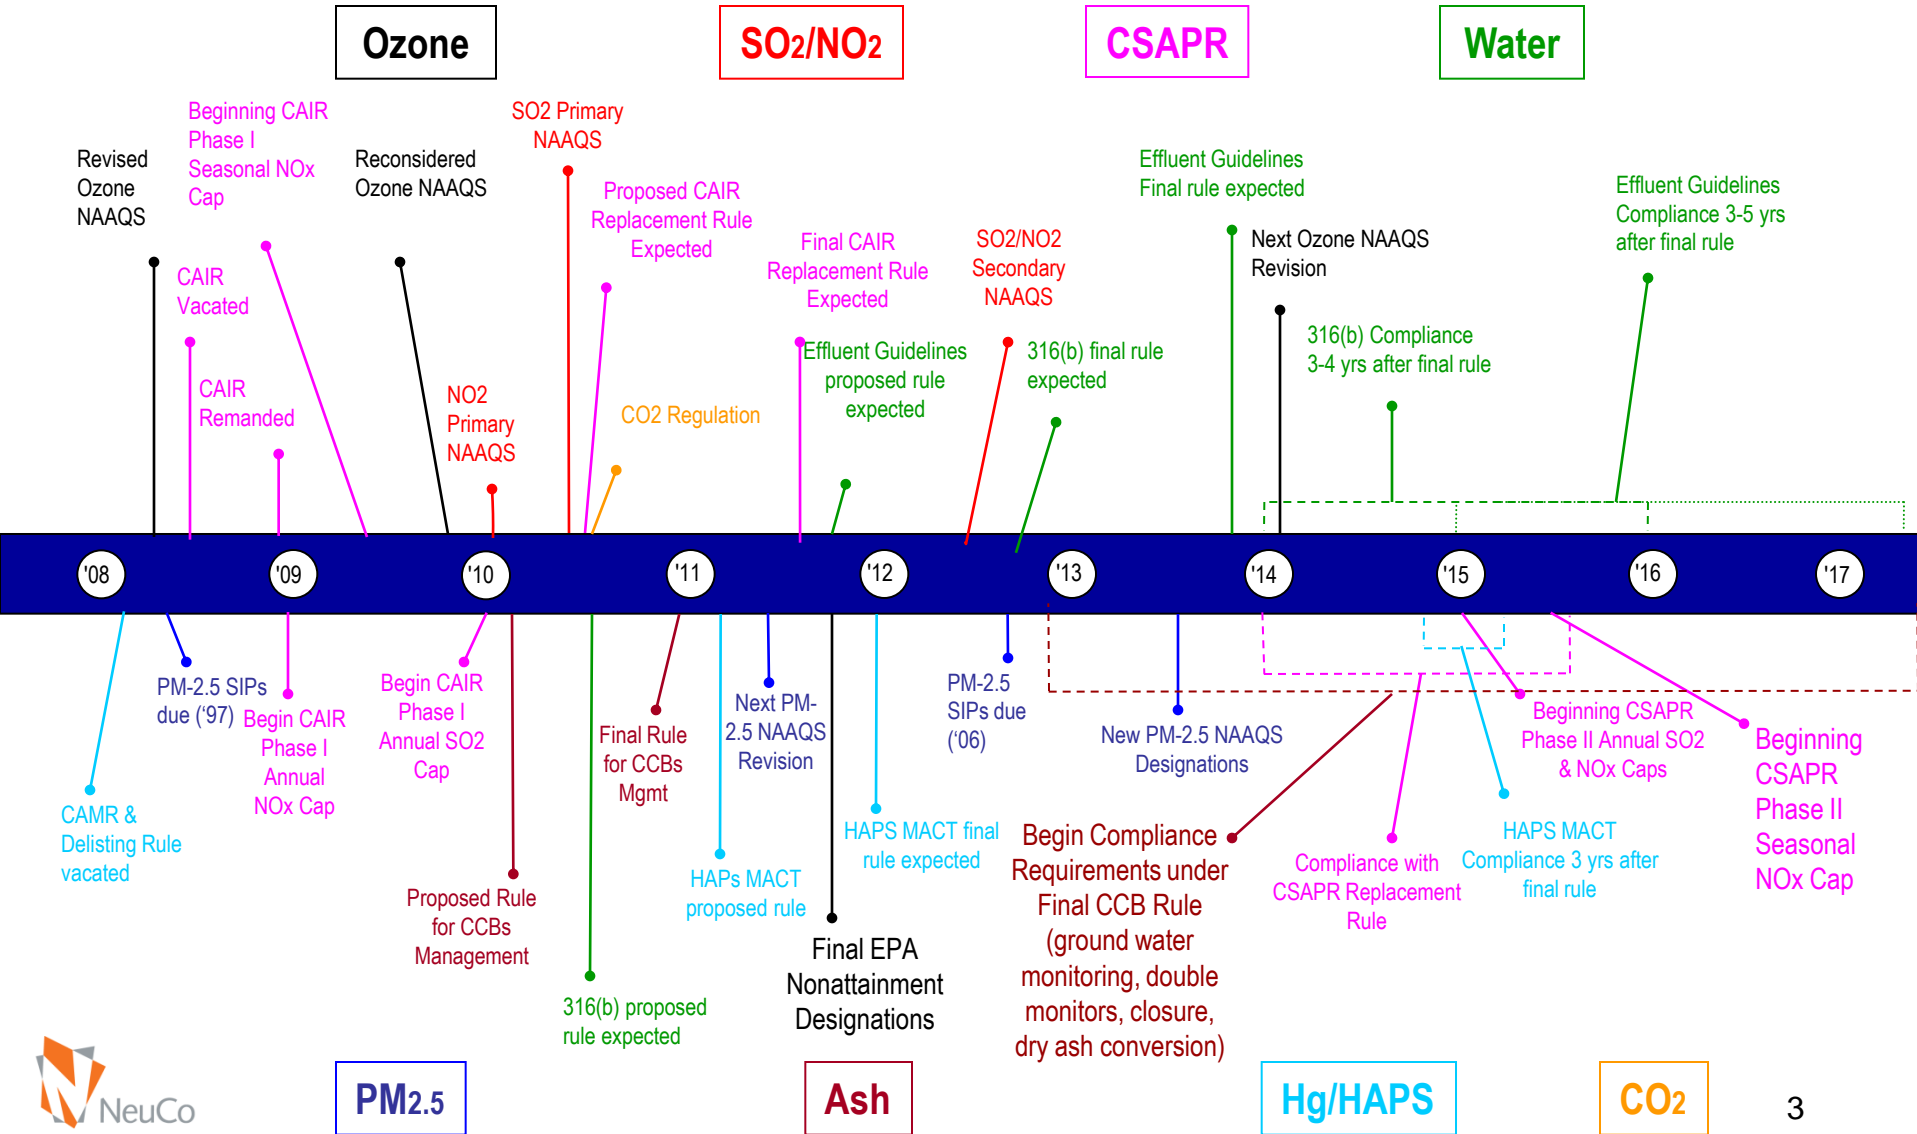 Ozone
SO2/NO2
CSAPR
Water
Revised
Ozone
NAAQS
Beginning CAIR
Phase I
Seasonal NOx
Cap
CAIR
Vacated
CAIR
Remanded
Reconsidered
Ozone NAAQS
NO2
Primary
NAAQS
SO2 Primary
NAAQS
Proposed CAIR
Replacement Rule
Expected
CO2 Regulation
Final CAIR
Replacement Rule
Expected
Effluent Guidelines
proposed rule
expected
SO2/NO2
Secondary
NAAQS
316(b) final rule
expected
Effluent Guidelines
Final rule expected
Next Ozone NAAQS
Revision
316(b) Compliance
3-4 yrs after final rule
Effluent Guidelines
Compliance 3-5 yrs
after final rule
'08
'09
'10
'11
'12
'13
'14
'15
'16
'17
CAMR &
Delisting Rule
vacated
PM-2.5 SIPs
due (‘97)
Begin CAIR
Phase I
Annual
NOx Cap
Begin CAIR
Phase I
Annual SO2
Cap
Proposed Rule
for CCBs
Management
316(b) proposed
rule expected
Final Rule
for CCBs
Mgmt
HAPs MACT
proposed rule
Next PM-
2.5 NAAQS
Revision
Final EPA
Nonattainment
Designations
HAPS MACT final
rule expected
PM-2.5
SIPs due
(‘06)
New PM-2.5 NAAQS
Designations
Begin Compliance
Requirements under
Final CCB Rule
(ground water
monitoring, double
monitors, closure,
dry ash conversion)
Compliance with
CSAPR Replacement
Rule
HAPS MACT
Compliance 3 yrs after
final rule
Beginning CSAPR
Phase II Annual SO2
& NOx Caps
Beginning
CSAPR
Phase II
Seasonal
NOx Cap
NeuCo
PM2.5
Ash
Hg/HAPS
CO2
3